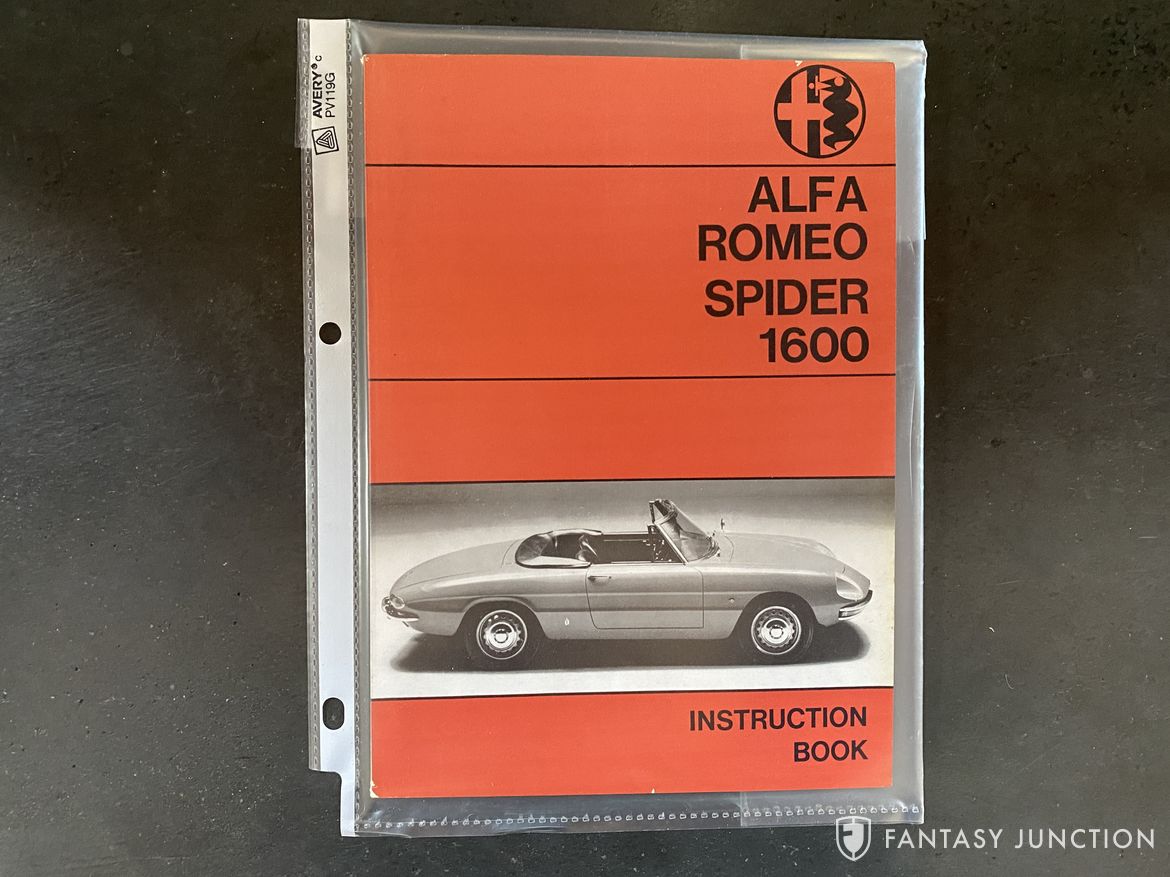 AVERY® c
PV119G
ALFA
ROMEO
SPIDER
1600
INSTRUCTION
BOOK
FANTASY JUNCTION